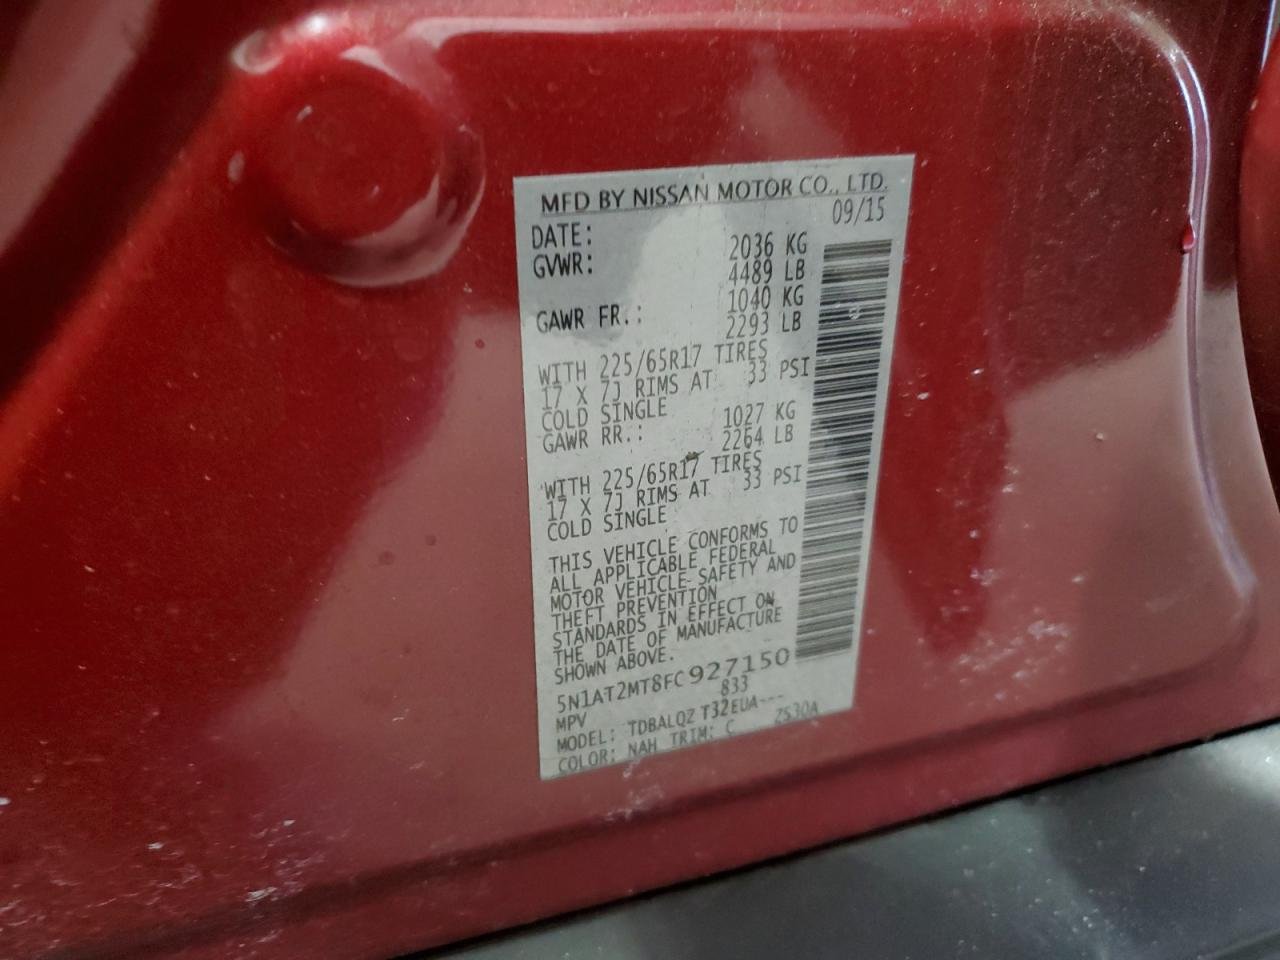 MFD BY NISSAN MOTOR CO., LTD.
DATE: 09/15
GVWR: 2036 KG
4489 LB
GAWR FR.: 1040 KG
2293 LB
WITH 225/65R17 TIRES
17 X 7J RIMS AT 33 PSI
COLD SINGLE
GAWR RR.: 1027 KG
2264 LB
WITH 225/65R17 TIRES
17 X 7J RIMS AT 33 PSI
COLD SINGLE
THIS VEHICLE CONFORMS TO
ALL APPLICABLE FEDERAL
MOTOR VEHICLE SAFETY AND
THEFT PREVENTION
STANDARDS IN EFFECT ON
THE DATE OF MANUFACTURE
SHOWN ABOVE.
5N1AT2MT8FC927150
MPV 833
MODEL: TDBALQZ T32EUA---
COLOR: NAH TRIM: C ZS30A